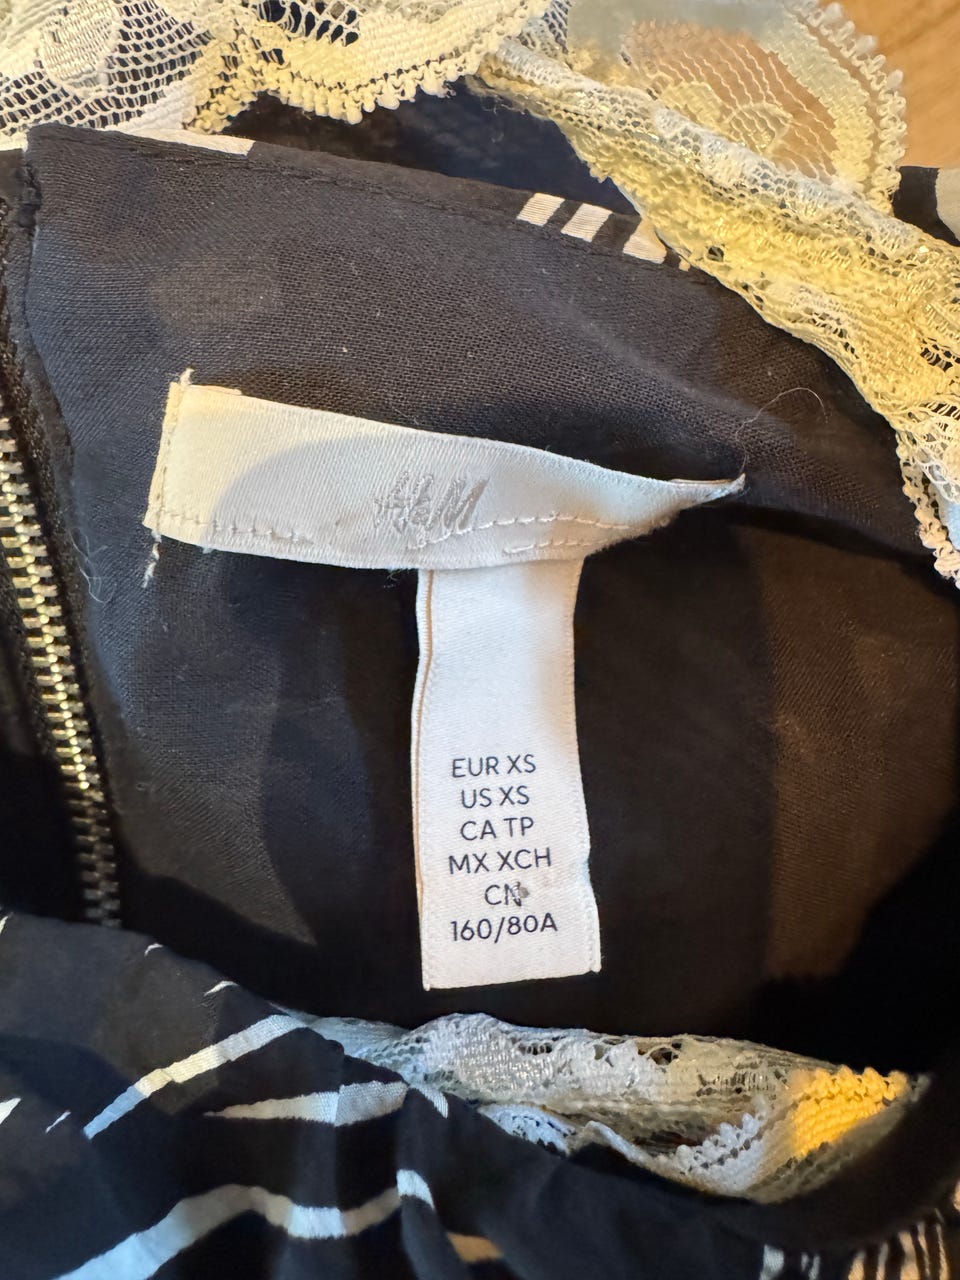 H&M
EUR XS
US XS
CA TP
MX XCH
CN
160/80A